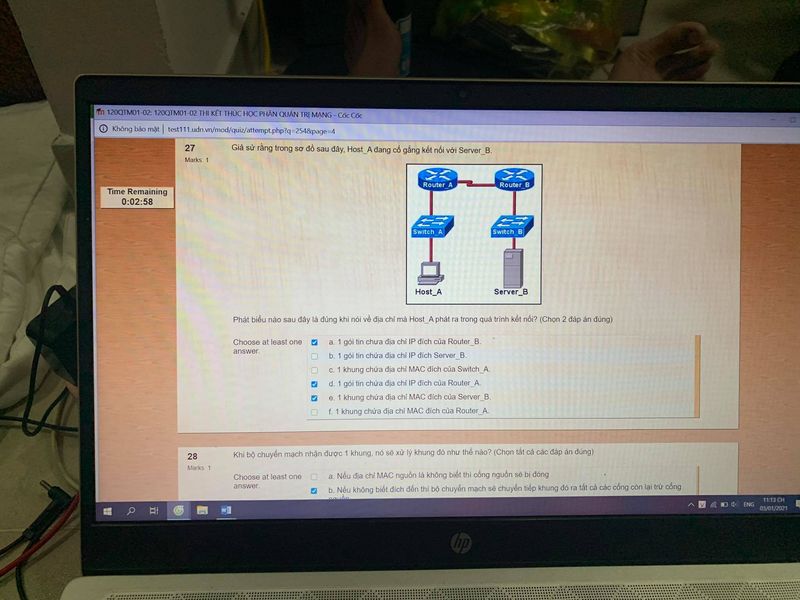 120QTM01-02: 120QTM01-02 THI KẾT THÚC HỌC PHẦN QUẢN TRỊ MẠNG - Cốc Cốc
Không bảo mật | test111.udn.vn/mod/quiz/attempt.php?q=254&page=4
27
Marks: 1
Giả sử rằng trong sơ đồ sau đây, Host_A đang cố gắng kết nối với Server_B.
Time Remaining
0:02:58
Router_A
Router_B
Switch_A
Switch_B
Host_A
Server_B
Phát biểu nào sau đây là đúng khi nói về địa chỉ mà Host_A phát ra trong quá trình kết nối? (Chọn 2 đáp án đúng)
Choose at least one answer.
a. 1 gói tin chưa địa chỉ IP đích của Router_B.
b. 1 gói tin chứa địa chỉ IP đích Server_B.
c. 1 khung chứa địa chỉ MAC đích của Switch_A.
d. 1 gói tin chứa địa chỉ IP đích của Router_A.
e. 1 khung chứa địa chỉ MAC đích của Server_B.
f. 1 khung chứa địa chỉ MAC đích của Router_A.
28
Marks: 1
Khi bộ chuyển mạch nhận được 1 khung, nó sẽ xử lý khung đó như thế nào? (Chọn tất cả các đáp án đúng)
Choose at least one answer.
a. Nếu địa chỉ MAC nguồn là không biết thì cổng nguồn sẽ bị đóng
b. Nếu không biết đích đến thì bộ chuyển mạch sẽ chuyển tiếp khung đó ra tất cả các cổng còn lại trừ cổng
ENG
11:13 CH
03/01/2021
hp